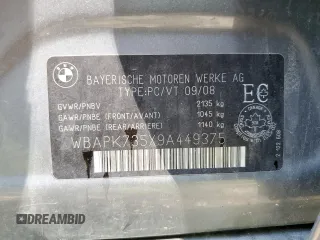 BMW
BAYERISCHE MOTOREN WERKE AG
TYPE:PC/VT 09/08
GVWR/PNBV 2135 kg
GAWR/PNBE (FRONT/AVANT) 1045 kg
GAWR/PNBE (REAR/ARRIERE) 1140 kg
EC
WBAPK735X9A449375
DREAMBID